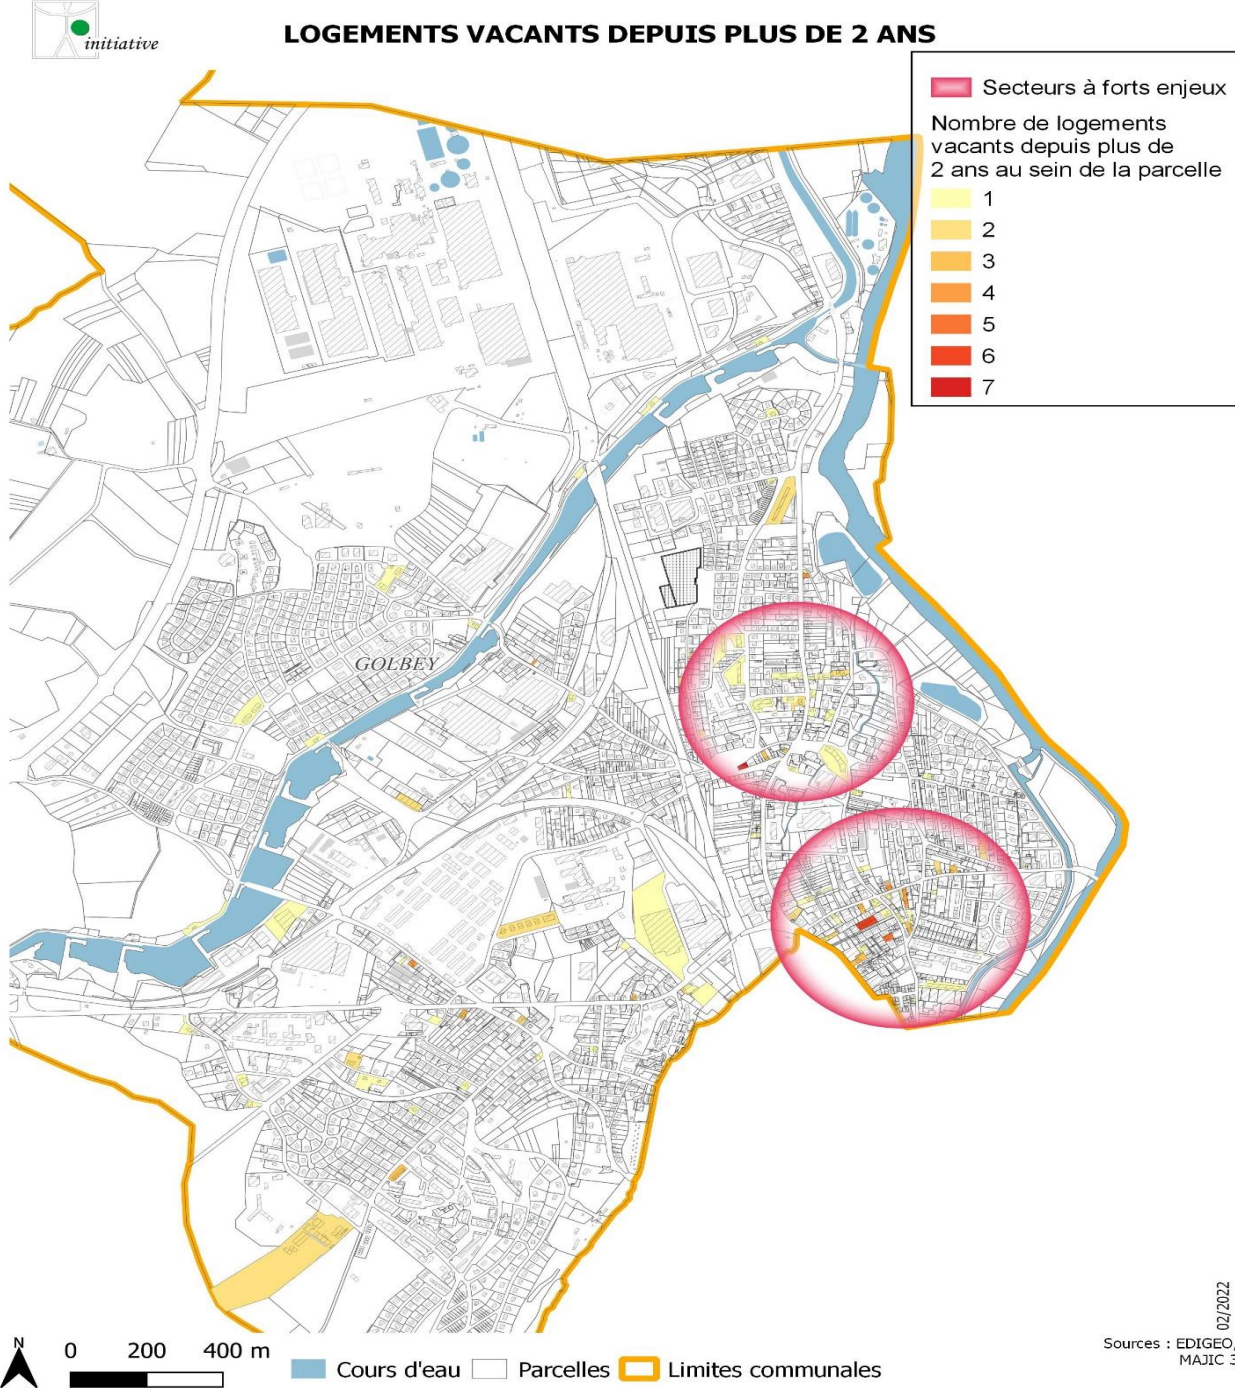 initiative
LOGEMENTS VACANTS DEPUIS PLUS DE 2 ANS
Secteurs à forts enjeux
Nombre de logements
vacants depuis plus de
2 ans au sein de la parcelle
1
2
3
4
5
6
7
GOLBEY
02/2022
Sources : EDIGEO,
MAJIC 3
N
0 200 400 m
Cours d'eau Parcelles Limites communales